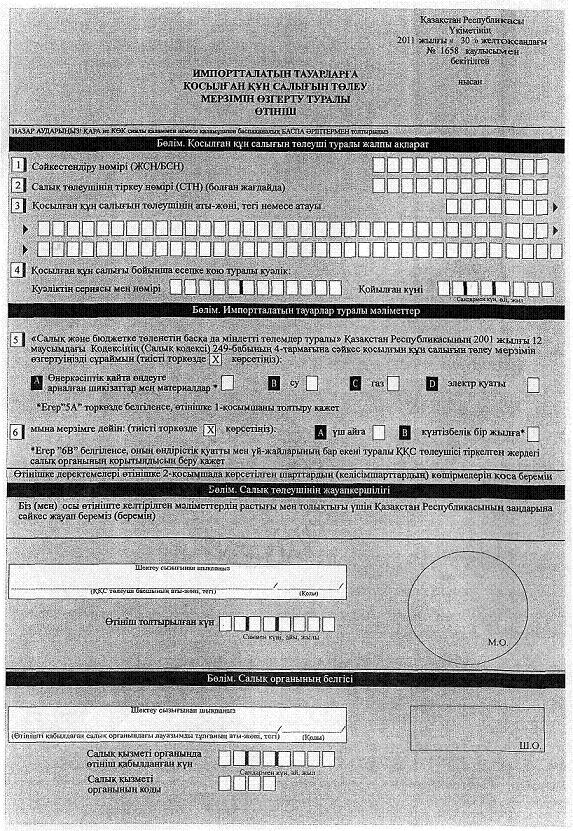 Қазақстан Республикасы
Үкіметінің
2011 жылғы « 30 » желтоқсандағы
№ 1658 қаулысымен
бекітілген
нысан
ИМПОРТТАЛАТЫН ТАУАРЛАРҒА
ҚОСЫЛҒАН ҚҰН САЛЫҒЫН ТӨЛЕУ
МЕРЗІМІН ӨЗГЕРТУ ТУРАЛЫ
ӨТІНІШ
НАЗАР АУДАРЫҢЫЗ! ҚАРА не КӨК сиялы қаламмен немесе қаламұшпен баспаханалық БАСПА ӘРІПТЕРМЕН толтырыңыз
Бөлім. Қосылған құн салығын төлеуші туралы жалпы ақпарат
1 Сәйкестендіру нөмірі (ЖСН/БСН)
2 Салық төлеушінің тіркеу нөмірі (СТН) (болған жағдайда)
3 Қосылған құн салығын төлеушінің аты-жөні, тегі немесе атауы
4 Қосылған құн салығы бойынша есепке қою туралы куәлік:
Куәліктің сериясы мен нөмірі Қойылған күні
Сандармен күн, ай, жыл
Бөлім. Импортталатын тауарлар туралы мәліметтер
5 «Салық және бюджетке төленетін басқа да міндетті төлемдер туралы» Қазақстан Республикасының 2001 жылғы 12
маусымдағы Кодексінің (Салық кодексі) 249-бабының 4-тармағына сәйкес қосылған құн салығын төлеу мерзімін
өзгертуіңізді сұраймын (тиісті торкөзде X көрсетіңіз):
A Өнеркәсіптік қайта өңдеуге
арналған шикізаттар мен материалдар * B су C газ D электр қуаты
*Егер"5А" торкөзде белгіленсе, өтінішке 1-қосымшаны толтыру қажет
6 мына мерзімге дейін: (тиісті торкөзде X көрсетіңіз): A үш айға B күнтізбелік бір жылға*
*Егер "6В" белгіленсе, оның өндірістік қуаты мен үй-жайларының бар екені туралы ҚҚС төлеушісі тіркелген жердегі
салық органының қорытындысын беру қажет
Өтінішке деректемелері өтінішке 2-қосымшада көрсетілген шарттардың (келісімшарттардың) көшірмелерін қоса беремін
Бөлім. Салық төлеушінің жауапкершілігі
Біз (мен) осы өтініште келтірілген мәліметтердің растығы мен толықтығы үшін Қазақстан Республикасының заңдарына
сәйкес жауап береміз (беремін)
Шектеу сызығынан шықпаңыз
(ҚҚС төлеуші басшының аты-жөні, тегі) (Қолы)
Өтініш толтырылған күн
Санмен күні, айы, жылы
М.О.
Бөлім. Салық органының белгісі
Шектеу сызығынан шықпаңыз
(Өтінішті қабылдаған салық органындағы лауазымды тұлғаның аты-жөні, тегі) (Қолы)
Ш.О.
Салық қызметі органында
өтініш қабылданған күн
Сандармен күн, ай, жыл
Салық қызметі
органының коды